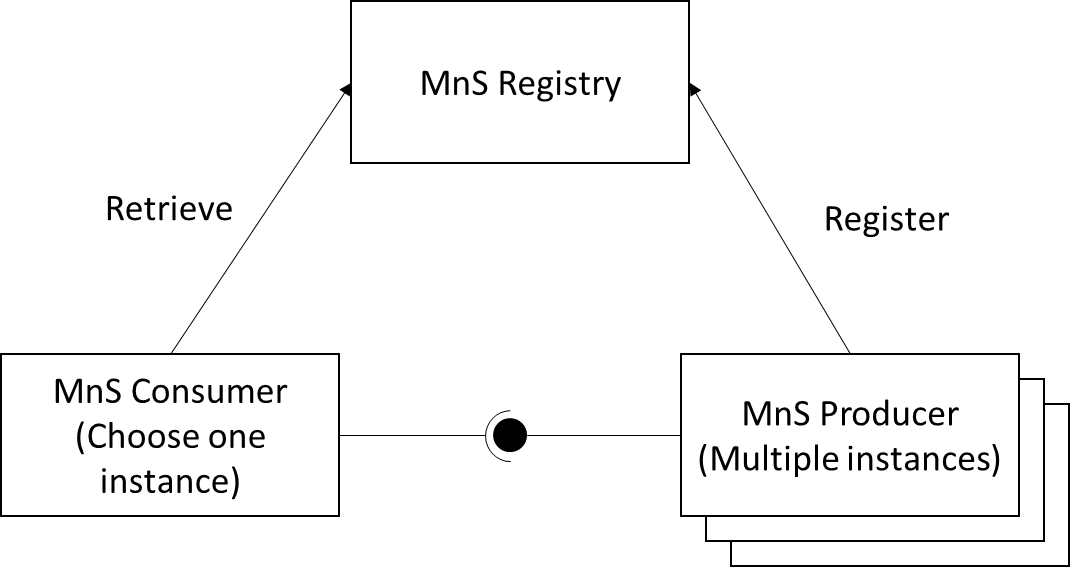 MnS Registry
Retrieve
Register
MnS Consumer
(Choose one
instance)
MnS Producer
(Multiple instances)